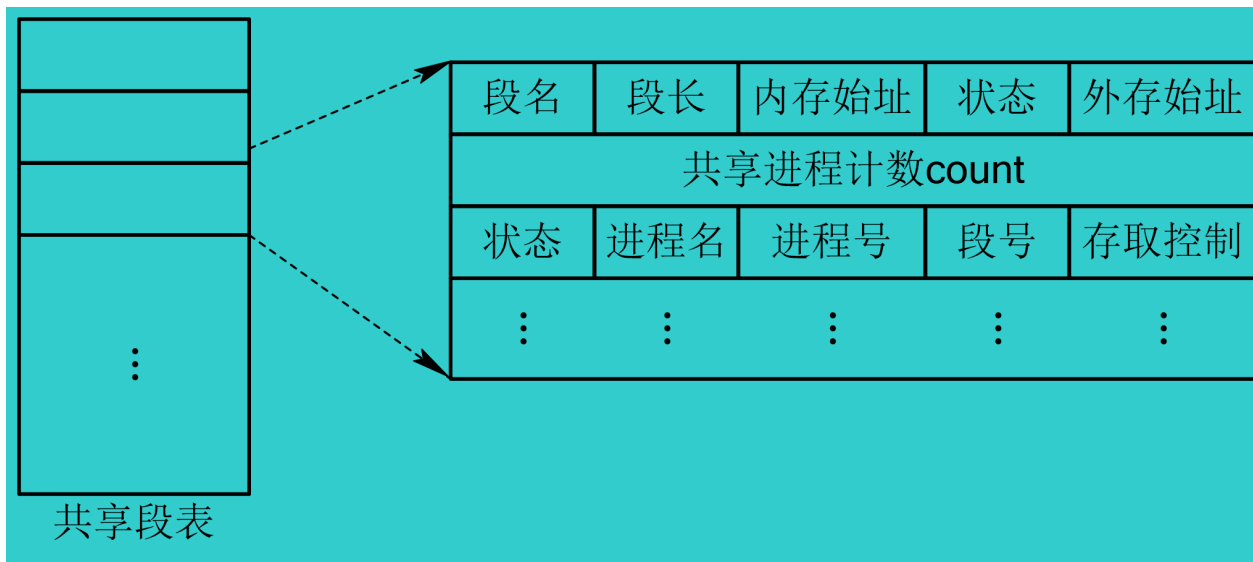 段名 段长 内存始址 状态 外存始址
共享进程计数count
状态 进程名 进程号 段号 存取控制
共享段表